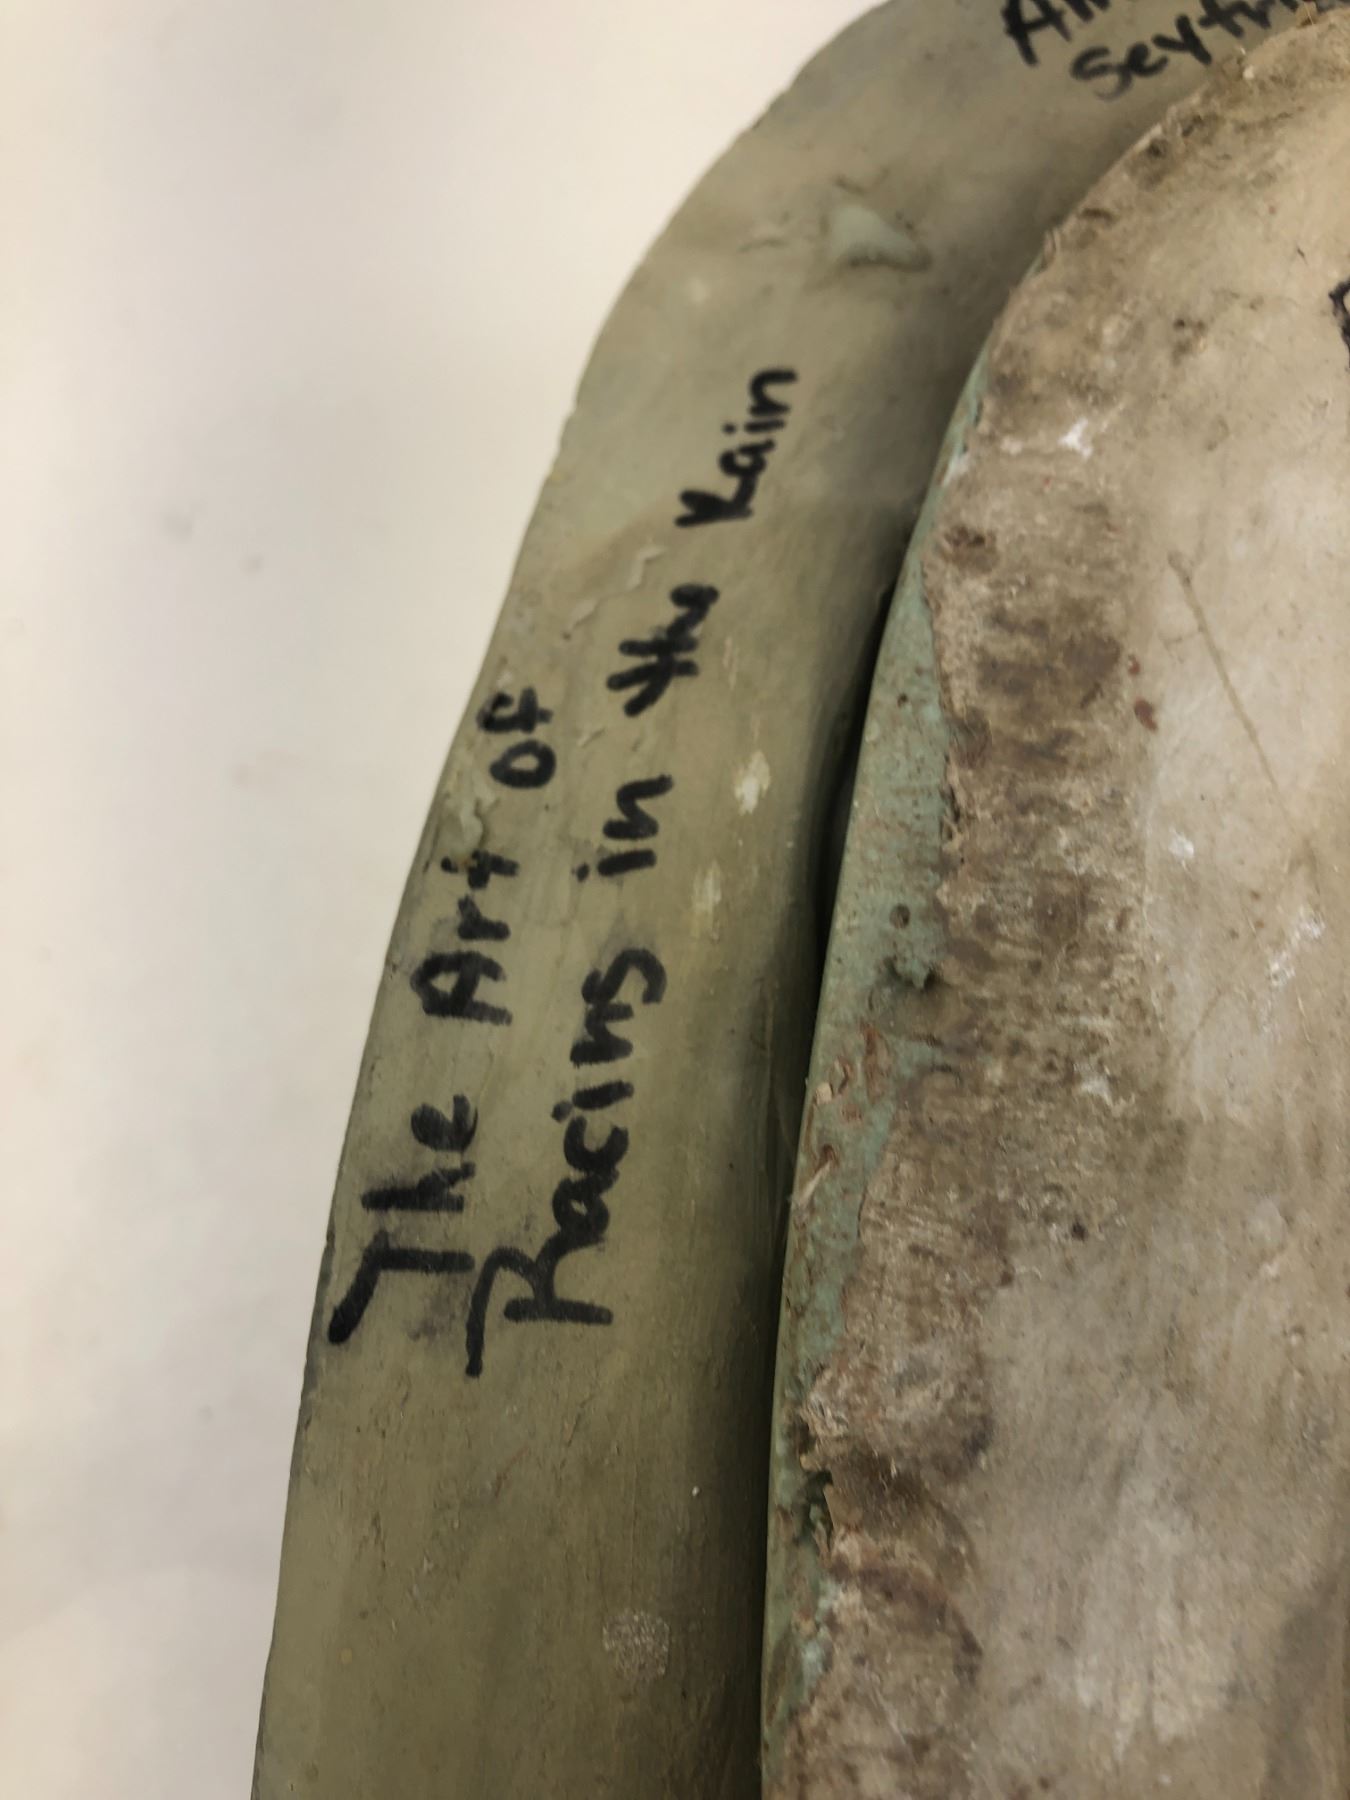 The Art of
Racing in the Rain